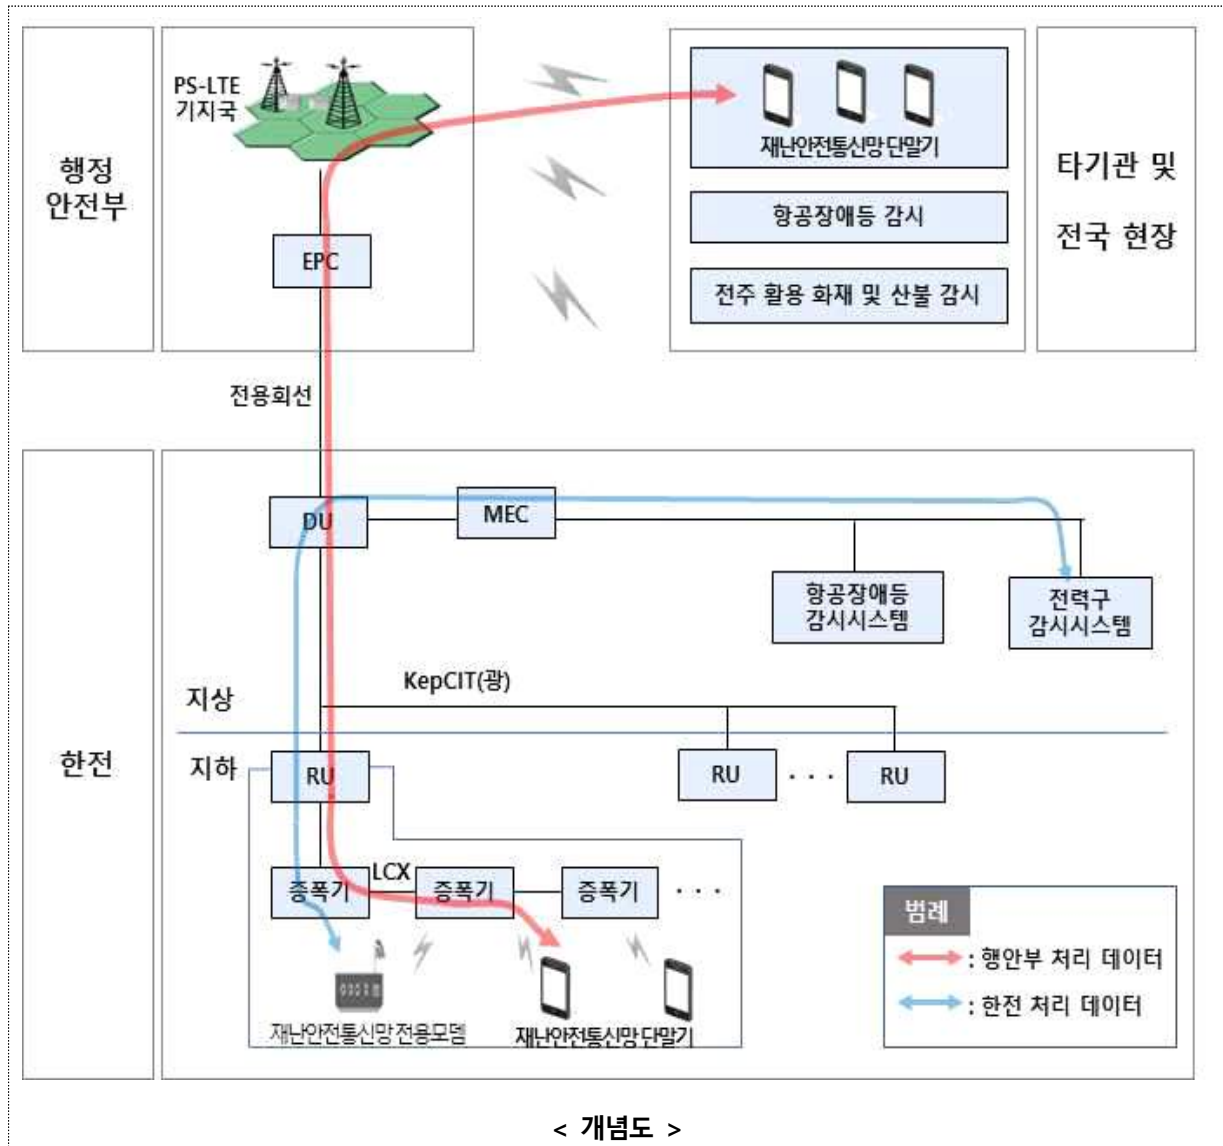 행정
안전부
PS-LTE
기지국
EPC
재난안전통신망 단말기
항공장애등 감시
전주 활용 화재 및 산불 감시
타기관 및
전국 현장
전용회선
한전
DU
MEC
항공장애등
감시시스템
전력구
감시시스템
KepCIT(광)
지상
지하
RU
RU
· · ·
RU
증폭기
LCX
증폭기
증폭기
· · ·
재난안전통신망 전용모뎀
재난안전통신망 단말기
범례
: 행안부 처리 데이터
: 한전 처리 데이터
< 개념도 >